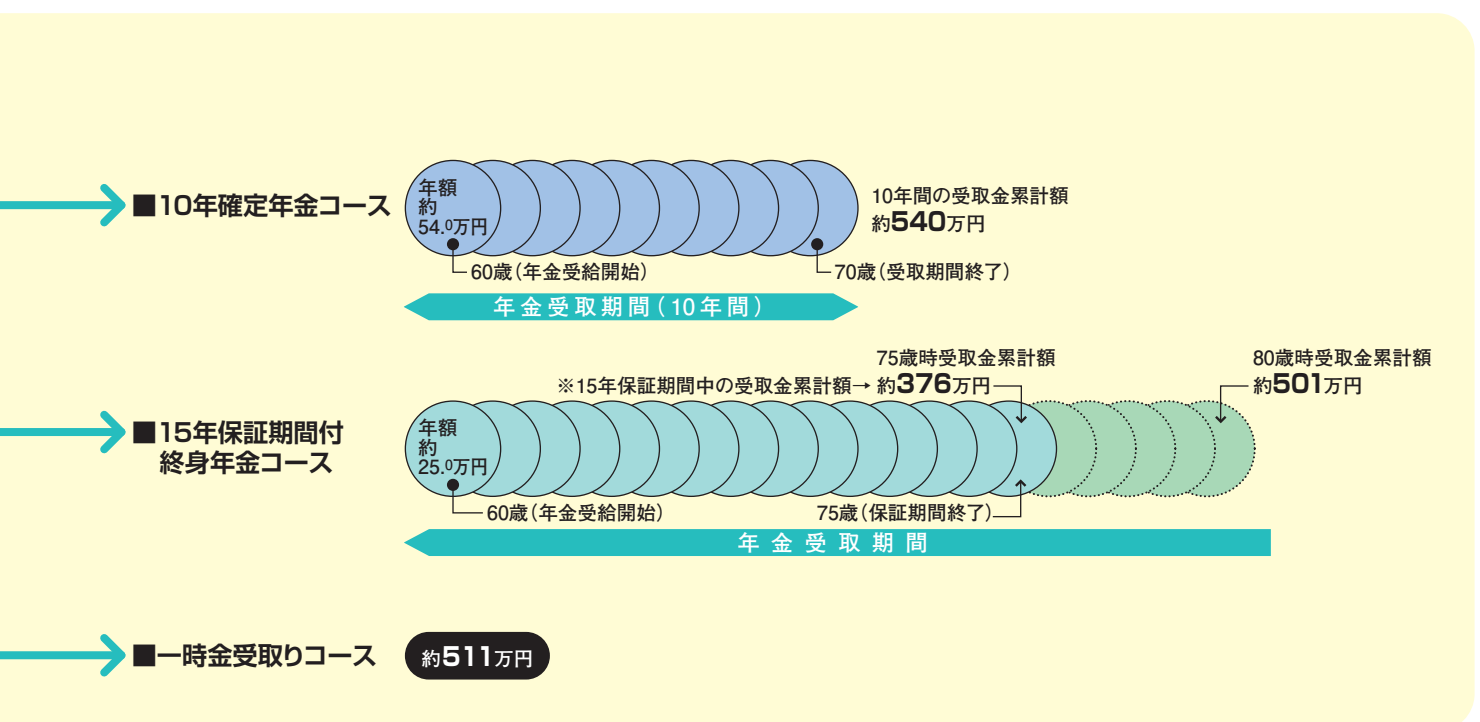 ■10年確定年金コース
年額
約
54.0万円
10年間の受取金累計額
約540万円
60歳(年金受給開始)
70歳(受取期間終了)
年金受取期間(10年間)
75歳時受取金累計額
※15年保証期間中の受取金累計額→ 約376万円
80歳時受取金累計額
約501万円
■15年保証期間付
終身年金コース
年額
約
25.0万円
60歳(年金受給開始)
75歳(保証期間終了)
年金受取期間
■一時金受取りコース
約511万円